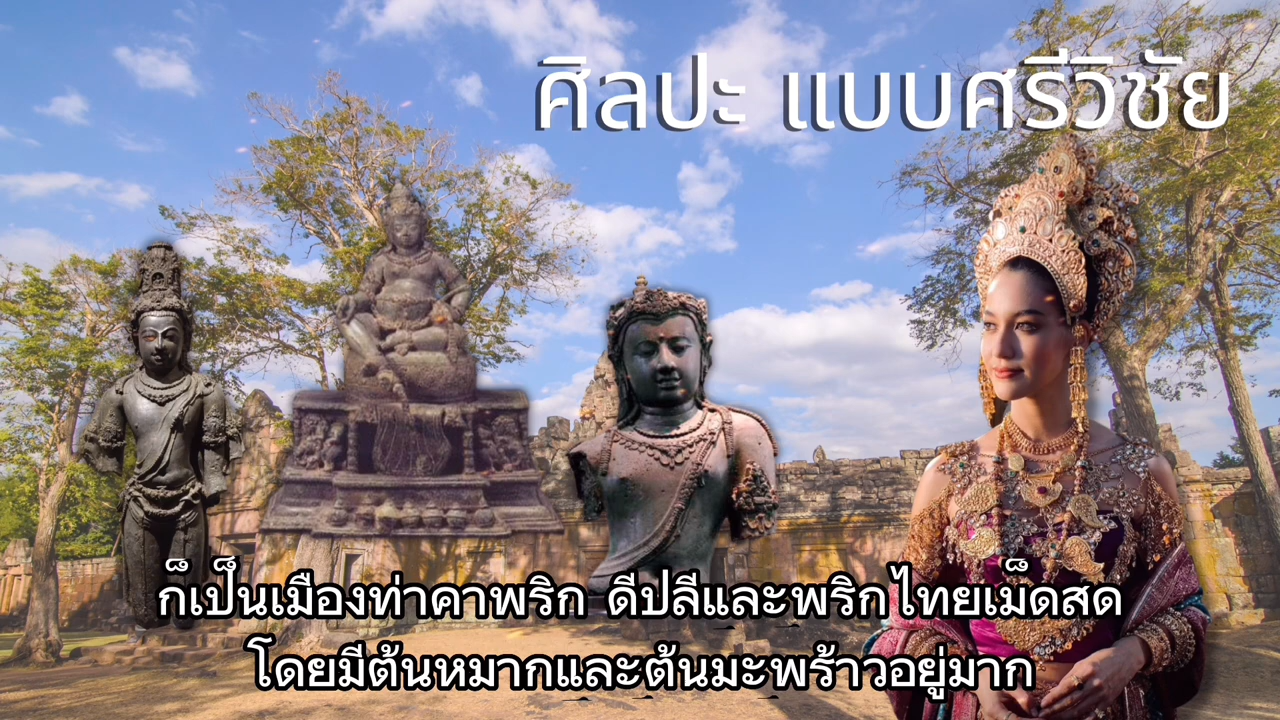 ศิลปะ แบบศรีวิชัย
ก็เป็นเมืองท่าคาพริก ดีปลีและพริกไทยเม็ดสด
โดยมีต้นหมากและต้นมะพร้าวอยู่มาก